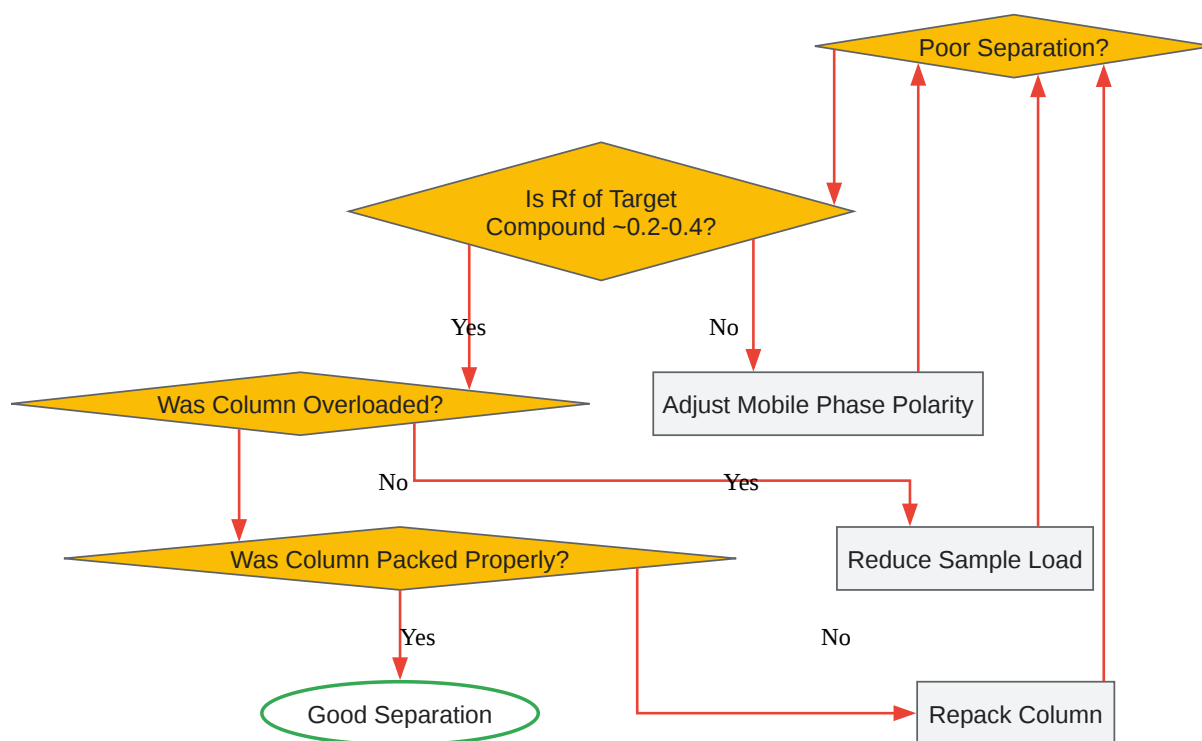 Poor Separation?
Is Rf of Target
Compound ~0.2-0.4?
Yes
No
Was Column Overloaded?
Adjust Mobile Phase Polarity
No
Yes
Was Column Packed Properly?
Reduce Sample Load
Yes
No
Good Separation
Repack Column